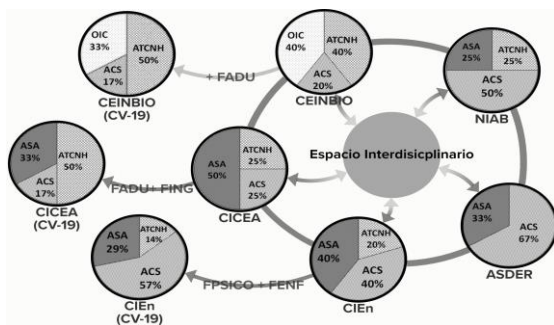 OIC
33%
ATCNH
50%
ACS
17%
CEINBIO
(CV-19)
+ FADU
OIC
40%
ATCNH
40%
ACS
20%
CEINBIO
ASA
25%
ATCNH
25%
ACS
50%
NIAB
Espacio Interdisicplinario
ASA
33%
ATCNH
50%
ACS
17%
CICEA
(CV-19)
FADU+ FING
ASA
50%
ATCNH
25%
ACS
25%
CICEA
ASA
33%
ACS
67%
ASDER
ASA
29%
ATCNH
14%
ACS
57%
CIEn
(CV-19)
FPSICO + FENF
ASA
40%
ATCNH
20%
ACS
40%
CIEn